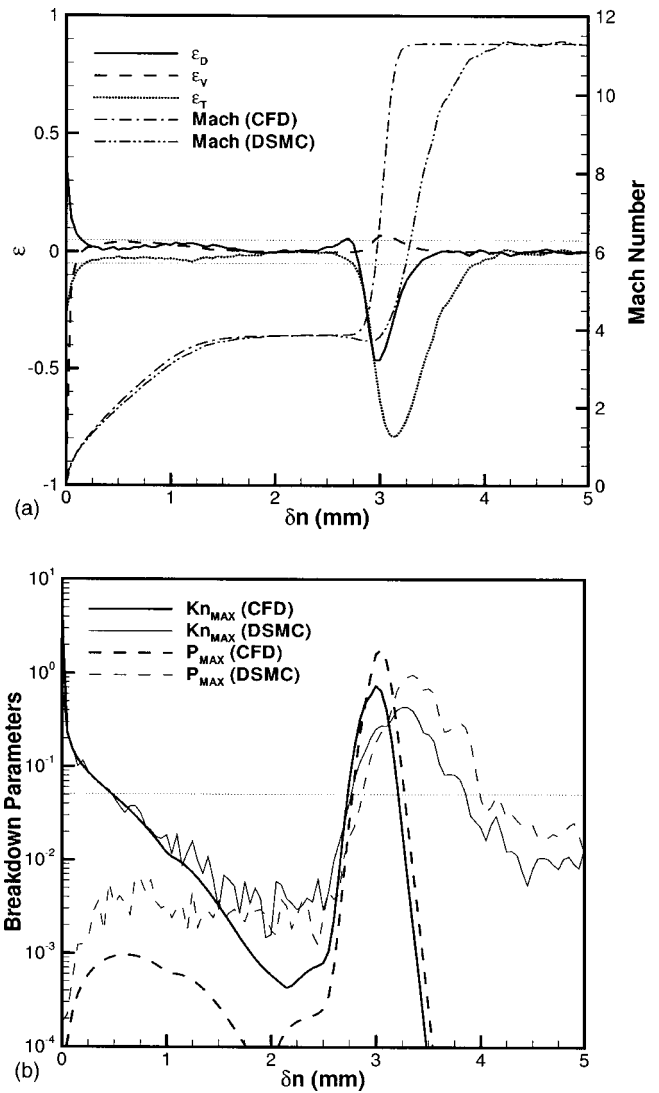 1
12
ε_D
ε_V
ε_T
Mach (CFD)
Mach (DSMC)
10
0.5
8
ε
0
6
Mach Number
4
-0.5
2
-1
0
0
1
2
3
4
5
(a)
δn (mm)
10^1
Kn_MAX (CFD)
Kn_MAX (DSMC)
P_MAX (CFD)
P_MAX (DSMC)
10^0
10^-1
10^-2
10^-3
10^-4
Breakdown Parameters
0
1
2
3
4
5
(b)
δn (mm)